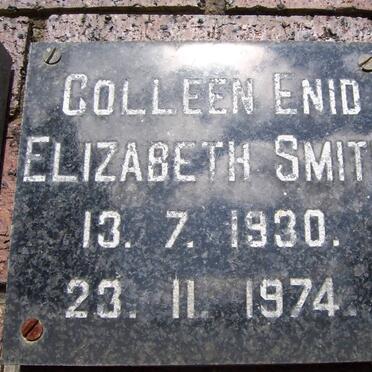 COLLEEN ENID
ELIZABETH SMIT
13. 7. 1930.
23. 11. 1974.